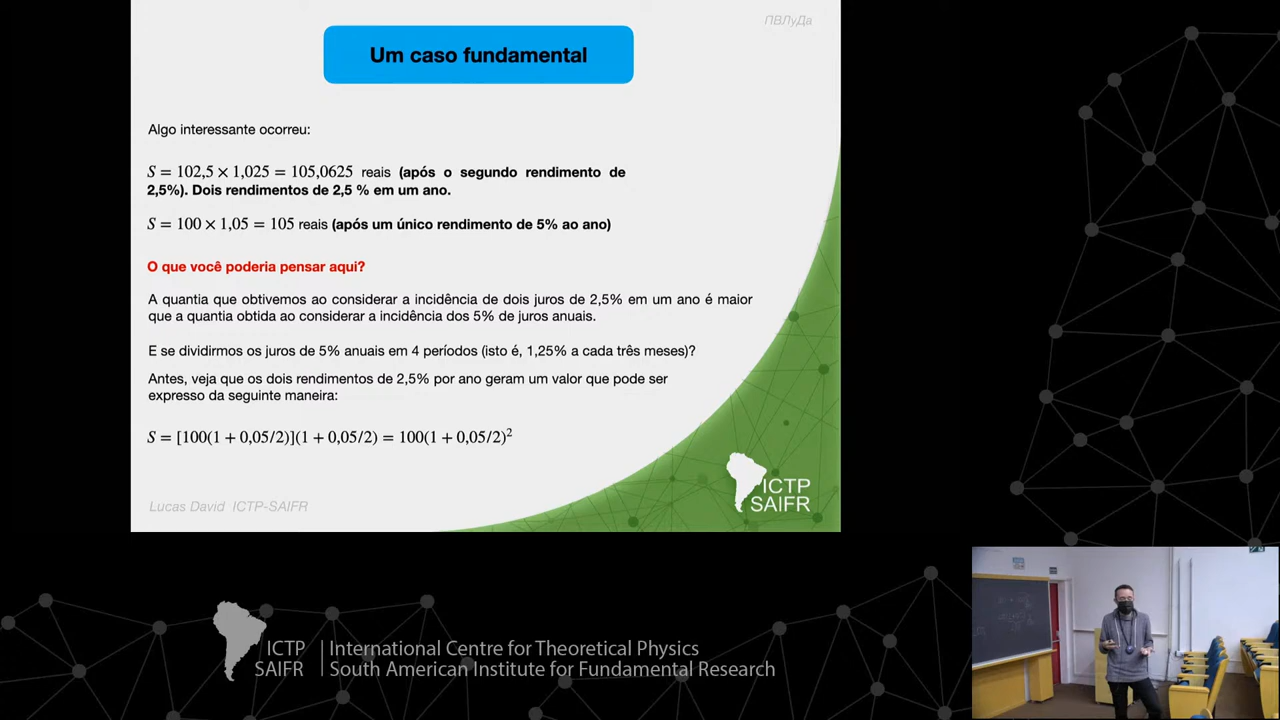 ПВЛуДа
Um caso fundamental
Algo interessante ocorreu:
S = 102,5 × 1,025 = 105,0625 reais (após o segundo rendimento de
2,5%). Dois rendimentos de 2,5 % em um ano.
S = 100 × 1,05 = 105 reais (após um único rendimento de 5% ao ano)
O que você poderia pensar aqui?
A quantia que obtivemos ao considerar a incidência de dois juros de 2,5% em um ano é maior
que a quantia obtida ao considerar a incidência dos 5% de juros anuais.
E se dividirmos os juros de 5% anuais em 4 períodos (isto é, 1,25% a cada três meses)?
Antes, veja que os dois rendimentos de 2,5% por ano geram um valor que pode ser
expresso da seguinte maneira:
S = [100(1 + 0,05/2)](1 + 0,05/2) = 100(1 + 0,05/2)²
ICTP
SAIFR
Lucas David ICTP-SAIFR
ICTP
SAIFR
International Centre for Theoretical Physics
South American Institute for Fundamental Research